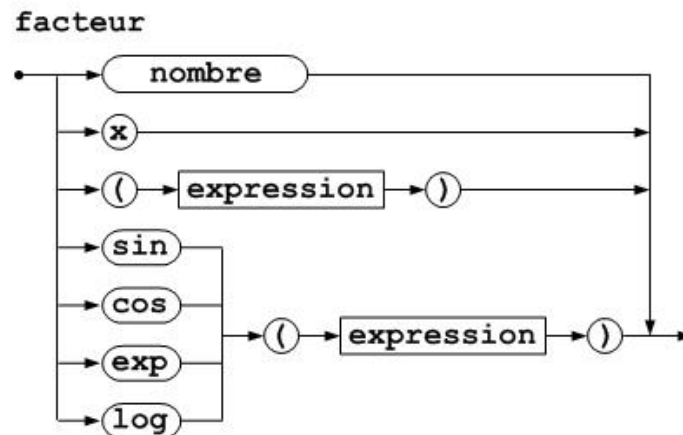 facteur
nombre
x
( expression )
sin
cos
( expression )
exp
log